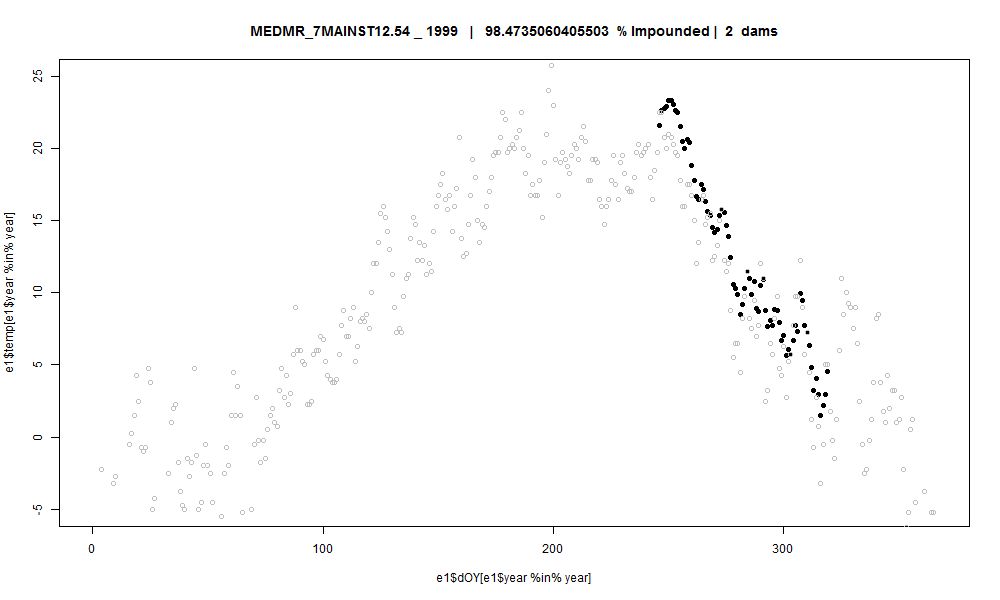 MEDMR_7MAINST12.54 _ 1999 | 98.4735060405503 % Impounded | 2 dams
e1$temp[e1$year %in% year]
25
20
15
10
5
0
-5
0 100 200 300
e1$dOY[e1$year %in% year]